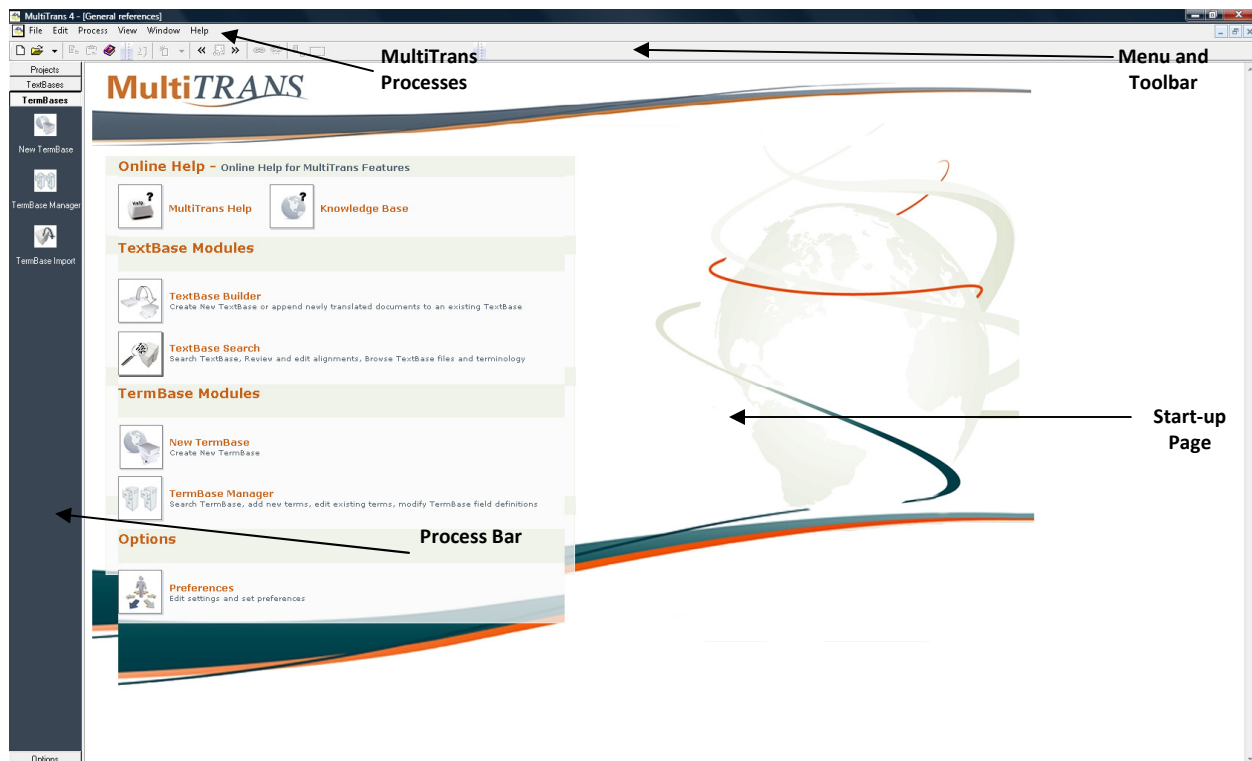 MultiTrans 4 - [General references]
File Edit Process View Window Help
MultiTrans
Processes
Menu and
Toolbar
Projects
TextBases
TermBases
New TermBase
TermBase Manager
TermBase Import
Options
MultiTRANS
Online Help - Online Help for MultiTrans Features
MultiTrans Help
Knowledge Base
TextBase Modules
TextBase Builder
Create New TextBase or append newly translated documents to an existing TextBase
TextBase Search
Search TextBase, Review and edit alignments, Browse TextBase files and terminology
TermBase Modules
New TermBase
Create New TermBase
TermBase Manager
Search TermBase, add new terms, edit existing terms, modify TermBase field definitions
Options
Preferences
Edit settings and set preferences
Start-up
Page
Process Bar